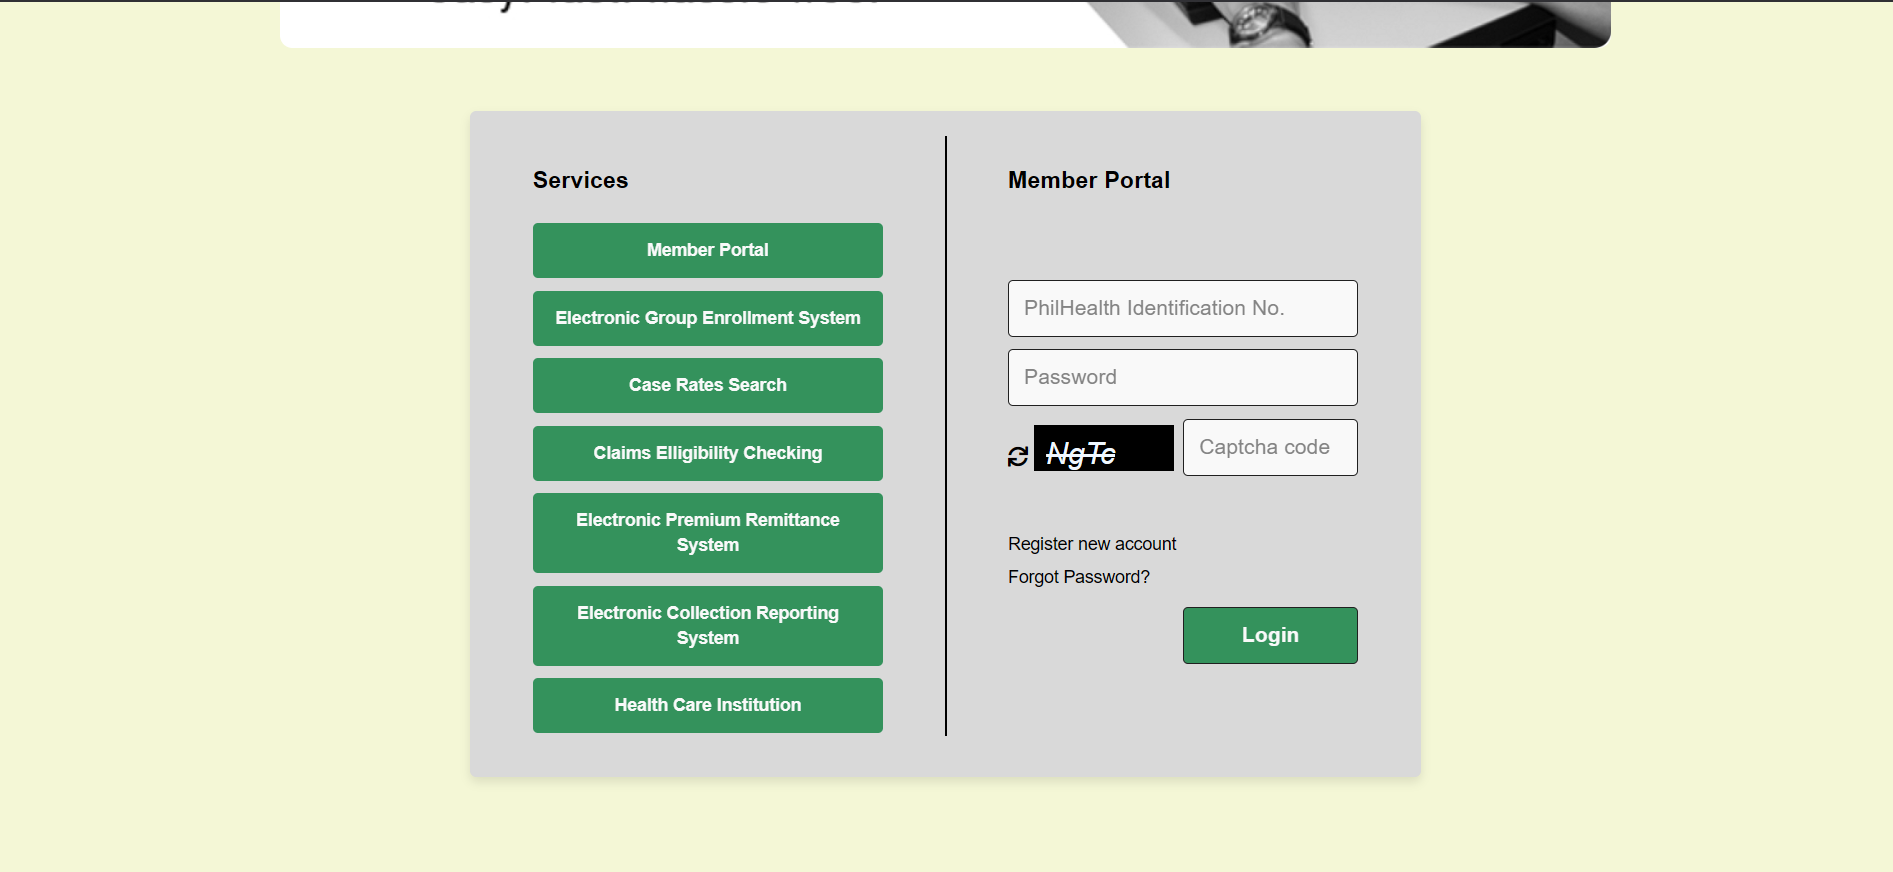 Services
Member Portal
Electronic Group Enrollment System
Case Rates Search
Claims Elligibility Checking
Electronic Premium Remittance
System
Electronic Collection Reporting
System
Health Care Institution
Member Portal
PhilHealth Identification No.
Password
NgTc
Captcha code
Register new account
Forgot Password?
Login